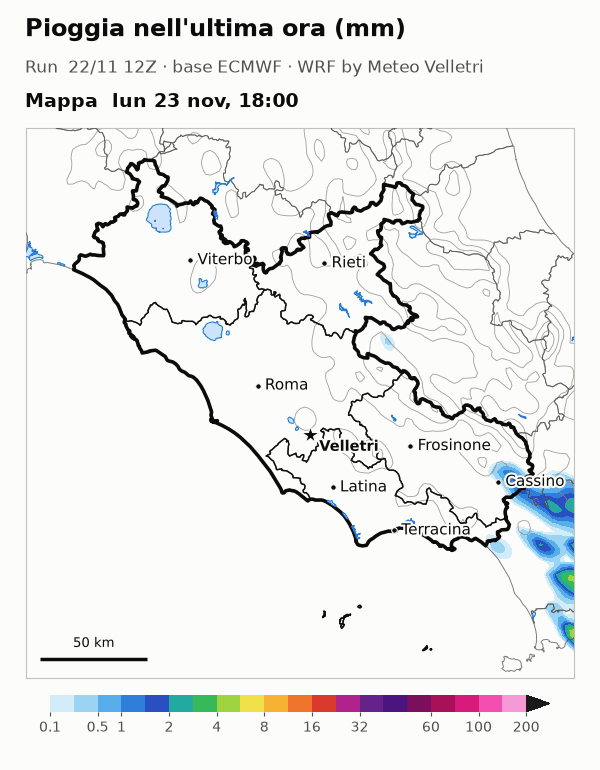 Pioggia nell'ultima ora (mm)
Run  22/11 12Z · base ECMWF · WRF by Meteo Velletri
Mappa  lun 23 nov, 18:00
Viterbo
Rieti
Roma
Velletri
Frosinone
Cassino
Latina
Terracina
50 km
0.1 0.5 1 2 4 8 16 32 60 100 200